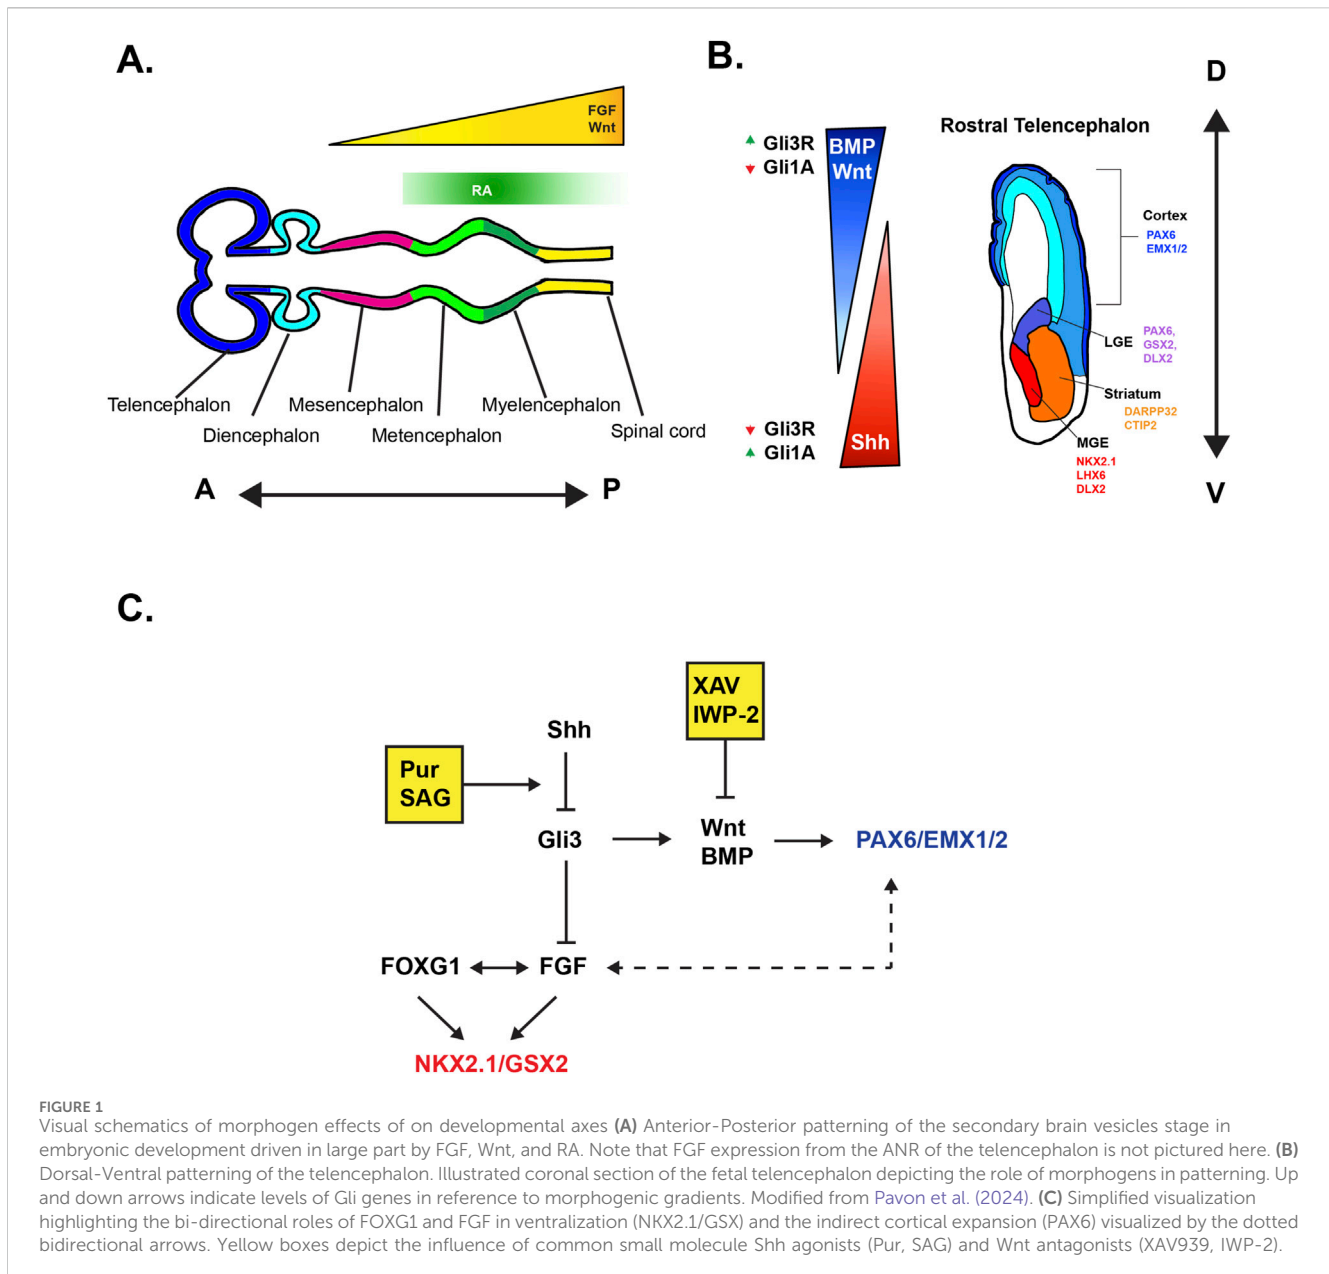 A.
FGF
Wnt
RA
Telencephalon
Diencephalon
Mesencephalon
Metencephalon
Myelencephalon
Spinal cord
A
P
B.
D
Rostral Telencephalon
Gli3R
Gli1A
BMP
Wnt
Cortex
PAX6
EMX1/2
LGE
PAX6,
GSX2,
DLX2
Striatum
DARPP32
CTIP2
Gli3R
Gli1A
Shh
MGE
NKX2.1
LHX6
DLX2
V
C.
XAV
IWP-2
Shh
Pur
SAG
Gli3
Wnt
BMP
PAX6/EMX1/2
FOXG1
FGF
NKX2.1/GSX2
FIGURE 1
Visual schematics of morphogen effects of on developmental axes (A) Anterior-Posterior patterning of the secondary brain vesicles stage in
embryonic development driven in large part by FGF, Wnt, and RA. Note that FGF expression from the ANR of the telencephalon is not pictured here. (B)
Dorsal-Ventral patterning of the telencephalon. Illustrated coronal section of the fetal telencephalon depicting the role of morphogens in patterning. Up
and down arrows indicate levels of Gli genes in reference to morphogenic gradients. Modified from Pavon et al. (2024). (C) Simplified visualization
highlighting the bi-directional roles of FOXG1 and FGF in ventralization (NKX2.1/GSX) and the indirect cortical expansion (PAX6) visualized by the dotted
bidirectional arrows. Yellow boxes depict the influence of common small molecule Shh agonists (Pur, SAG) and Wnt antagonists (XAV939, IWP-2).